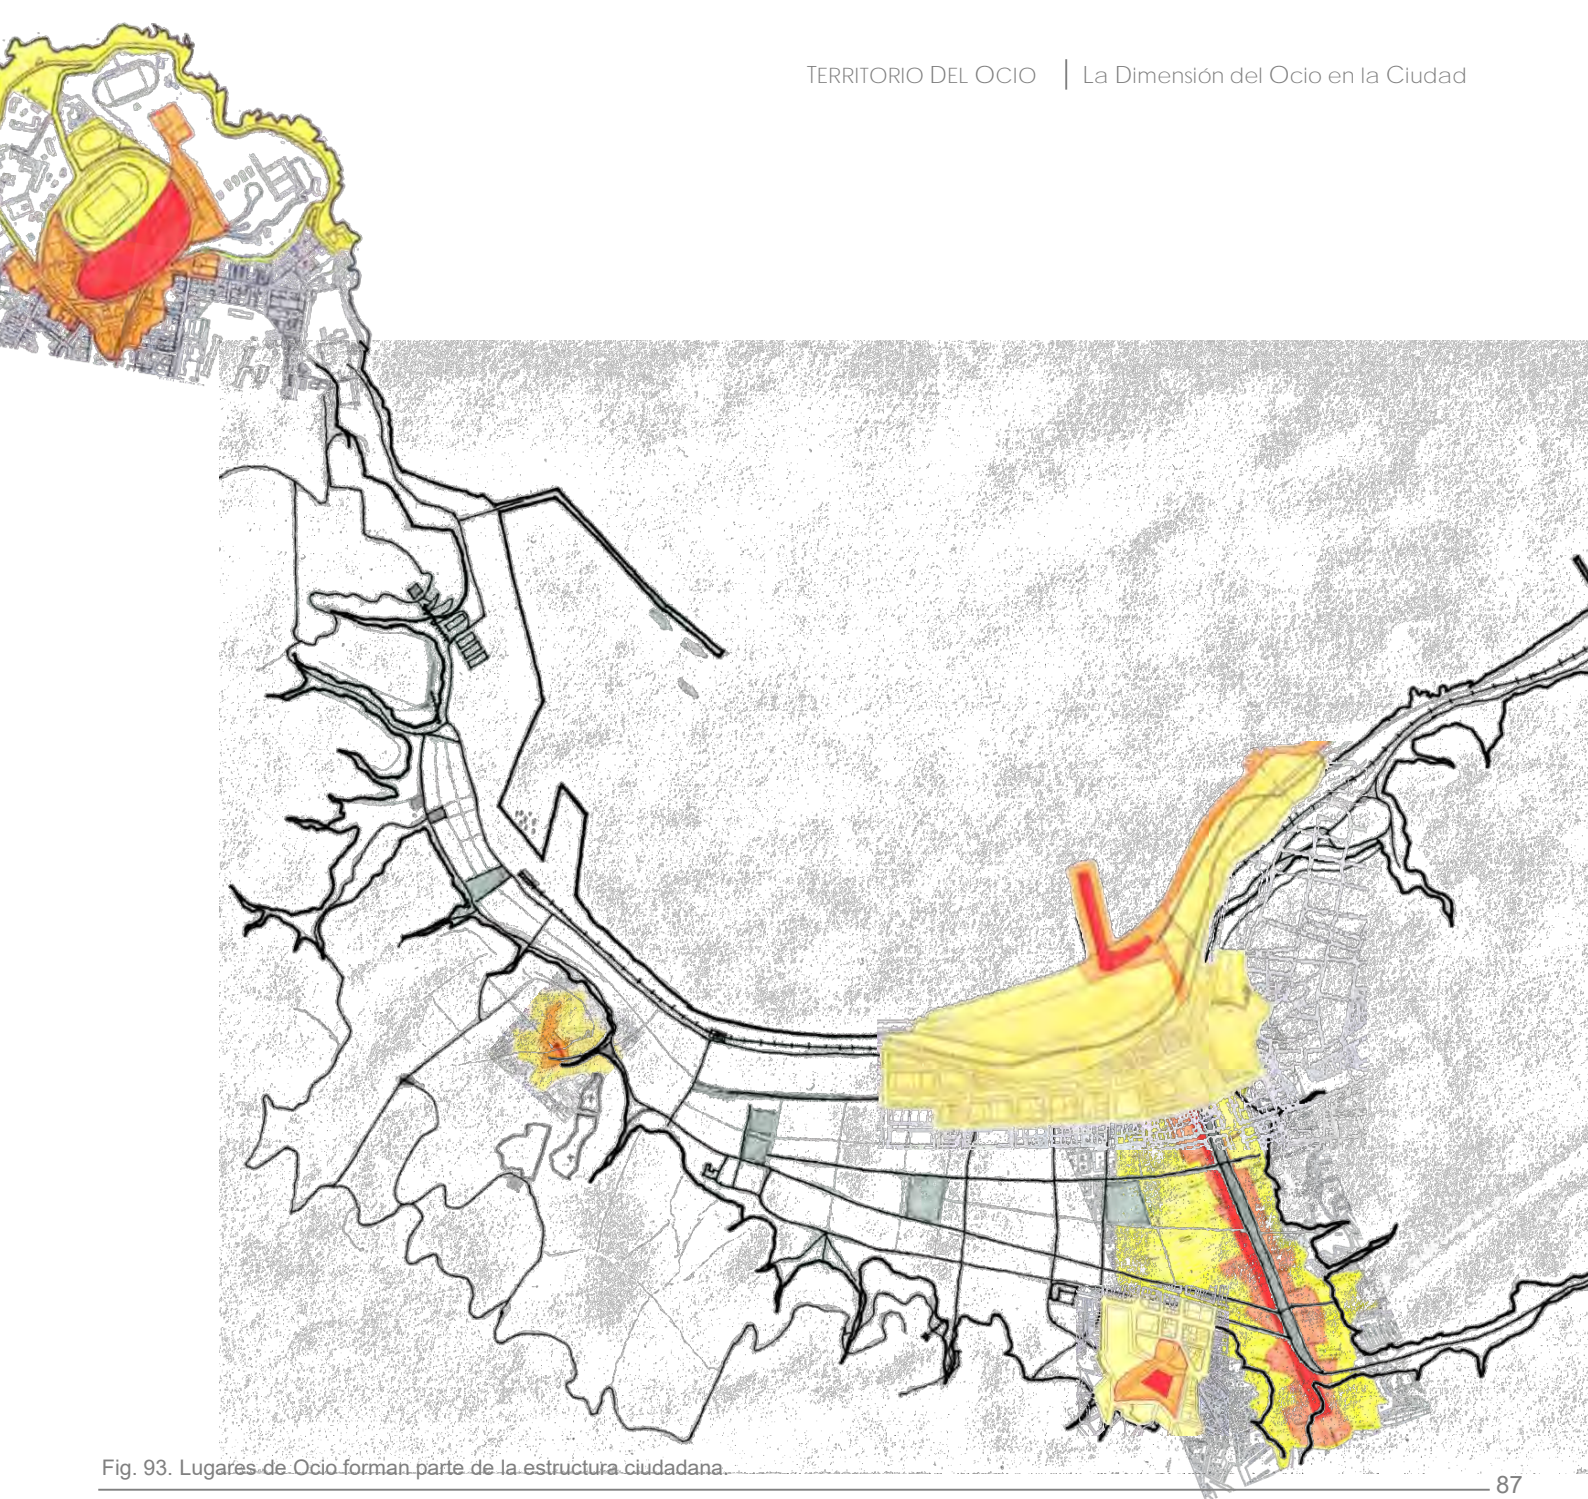 TERRITORIO DEL OCIO | La Dimensión del Ocio en la Ciudad
Fig. 93. Lugares de Ocio forman parte de la estructura ciudadana.
87